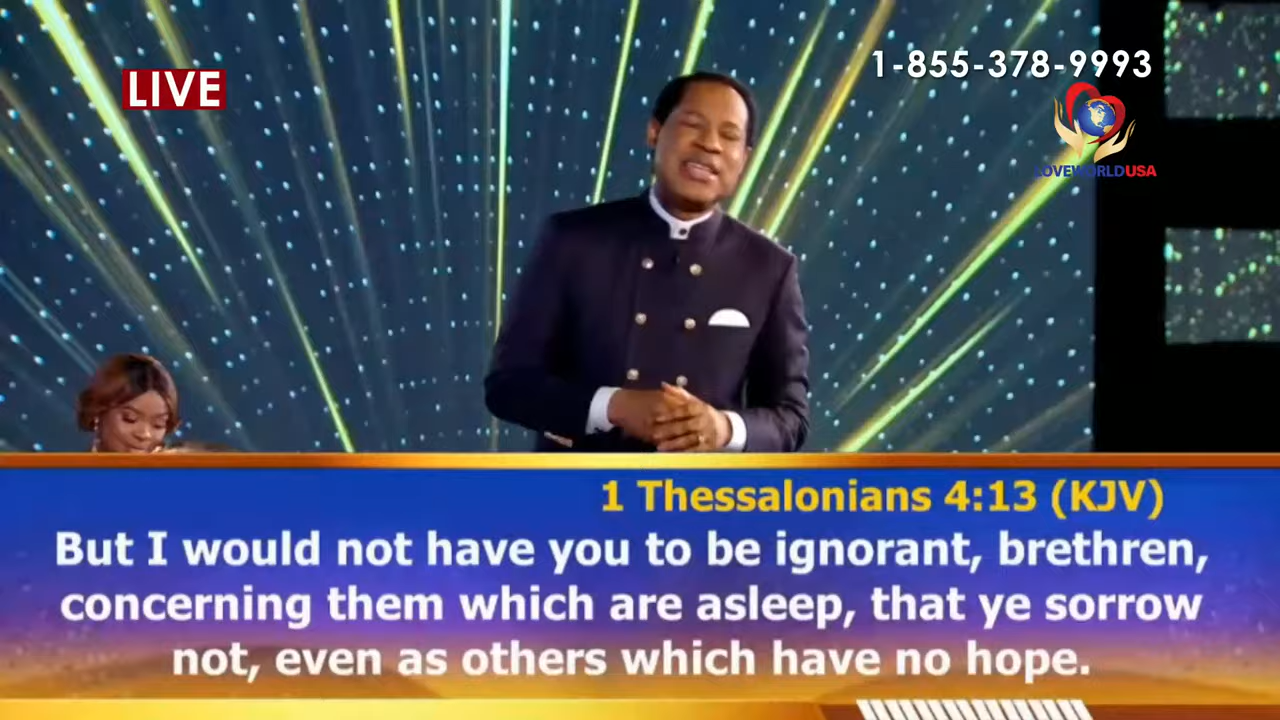 LIVE
1-855-378-9993
LOVEWORLDUSA
1 Thessalonians 4:13 (KJV)
But I would not have you to be ignorant, brethren,
concerning them which are asleep, that ye sorrow
not, even as others which have no hope.